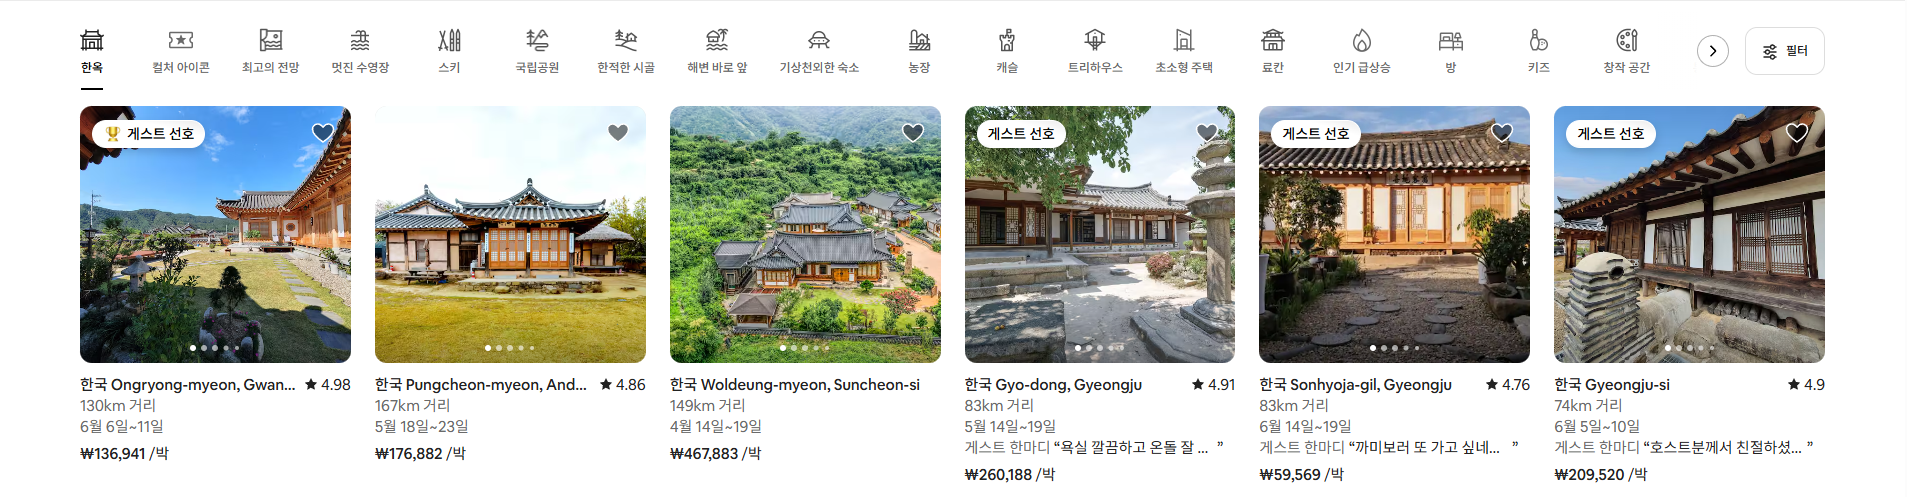 한옥
컬처 아이콘
최고의 전망
멋진 수영장
스키
국립공원
한적한 시골
해변 바로 앞
기상천외한 숙소
농장
캐슬
트리하우스
초소형 주택
료칸
인기 급상승
방
키즈
창작 공간
필터
게스트 선호
한국 Ongryong-myeon, Gwan... ★ 4.98
130km 거리
6월 6일~11일
₩136,941 /박
한국 Pungcheon-myeon, And... ★ 4.86
167km 거리
5월 18일~23일
₩176,882 /박
한국 Woldeung-myeon, Suncheon-si
149km 거리
4월 14일~19일
₩467,883 /박
게스트 선호
한국 Gyo-dong, Gyeongju ★ 4.91
83km 거리
5월 14일~19일
게스트 한마디 “욕실 깔끔하고 온돌 잘 ... ”
₩260,188 /박
게스트 선호
한국 Sonhyoja-gil, Gyeongju ★ 4.76
83km 거리
6월 14일~19일
게스트 한마디 “까미보러 또 가고 싶네... ”
₩59,569 /박
게스트 선호
한국 Gyeongju-si ★ 4.9
74km 거리
6월 5일~10일
게스트 한마디 “호스트분께서 친절하셨... ”
₩209,520 /박